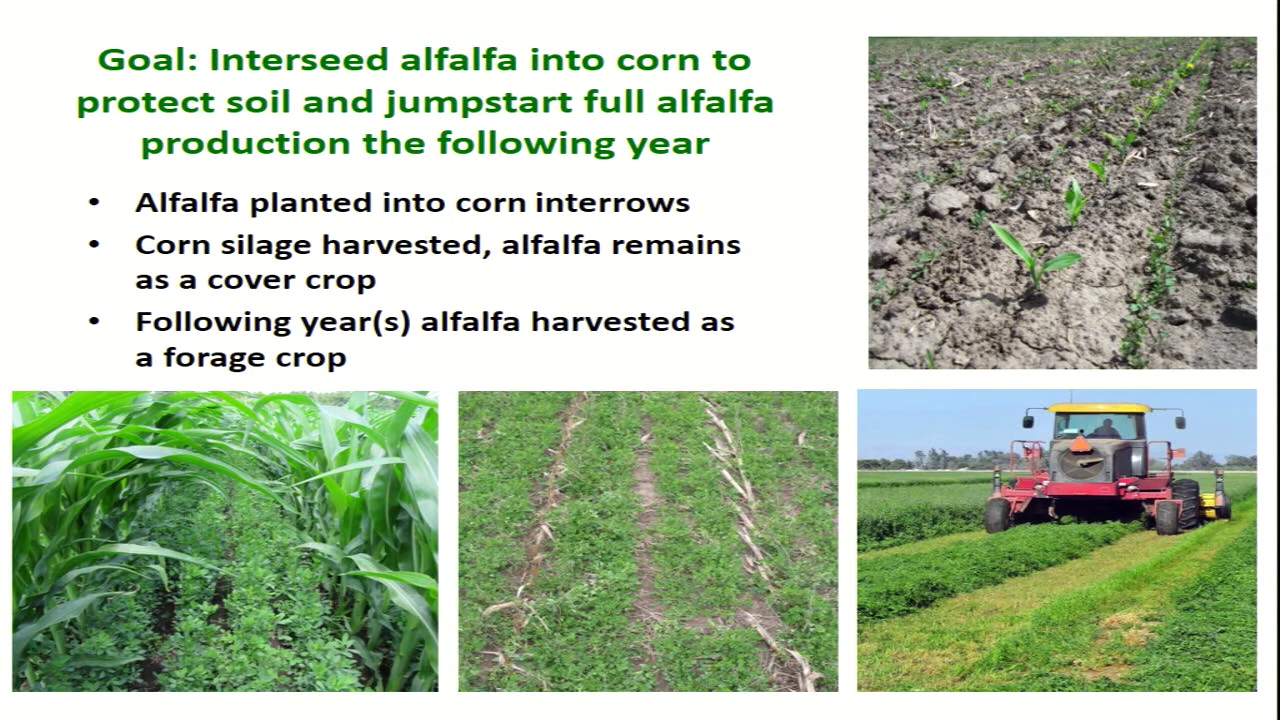 Goal: Interseed alfalfa into corn to
protect soil and jumpstart full alfalfa
production the following year
• Alfalfa planted into corn interrows
• Corn silage harvested, alfalfa remains
as a cover crop
• Following year(s) alfalfa harvested as
a forage crop